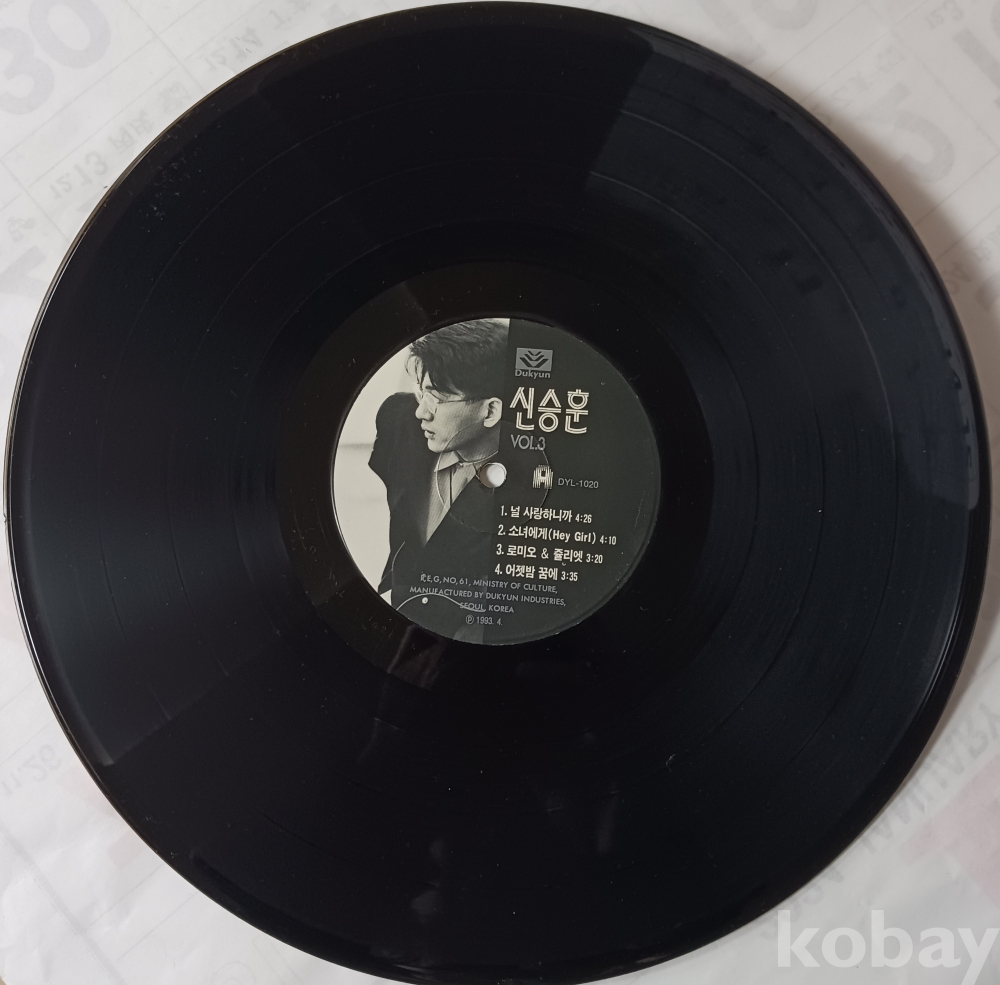 Dukyun
신승훈
VOL.3
A DYL-1020
1. 널 사랑하니까 4:26
2. 소녀에게(Hey Girl) 4:10
3. 로미오 & 쥴리엣 3:20
4. 어젯밤 꿈에 3:35
R,E,G, NO, 61, MINISTRY OF CULTURE,
MANUFACTURED BY DUKYUN INDUSTRIES,
SEOUL, KOREA
℗ 1993. 4.
kobay